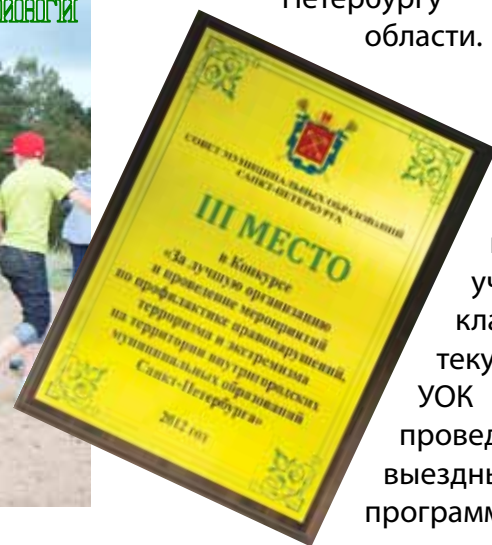 ИНГИ
Петербургу
области.
СОВЕТ МУНИЦИПАЛЬНЫХ ОБРАЗОВАНИЙ
САНКТ-ПЕТЕРБУРГА
III МЕСТО
в Конкурсе
«За лучшую организацию
и проведение мероприятий
по профилактике правонарушений,
терроризма и экстремизма
на территории внутригородских
муниципальных образований
Санкт-Петербурга»
2012 год
уч
кла
теку
УОК
провед
выездны
программ